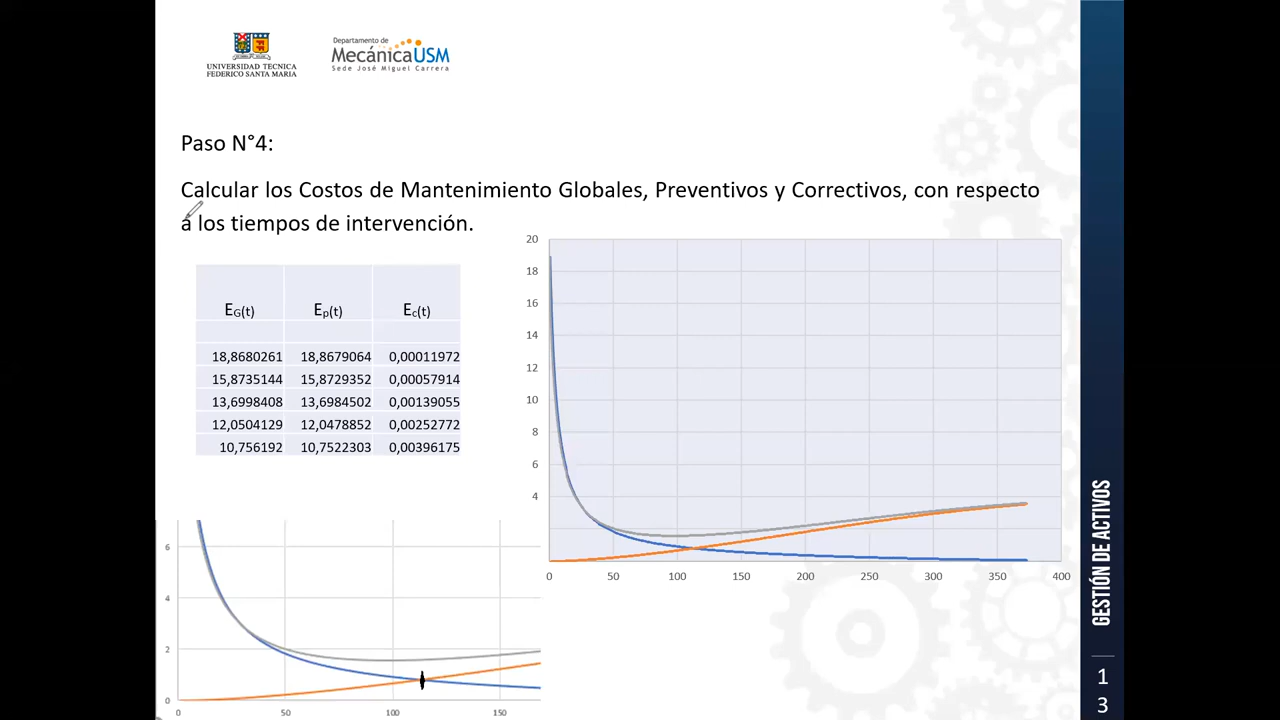 UNIVERSIDAD TECNICA
FEDERICO SANTA MARIA
Departamento de
MecánicaUSM
Sede José Miguel Carrera
Paso N°4:
Calcular los Costos de Mantenimiento Globales, Preventivos y Correctivos, con respecto
a los tiempos de intervención.
EG(t) Ep(t) Ec(t)
18,8680261 18,8679064 0,00011972
15,8735144 15,8729352 0,00057914
13,6998408 13,6984502 0,00139055
12,0504129 12,0478852 0,00252772
10,756192 10,7522303 0,00396175
20
18
16
14
12
10
8
6
4
0 50 100 150 200 250 300 350 400
6
4
2
0
0 50 100 150
GESTIÓN DE ACTIVOS
1
3